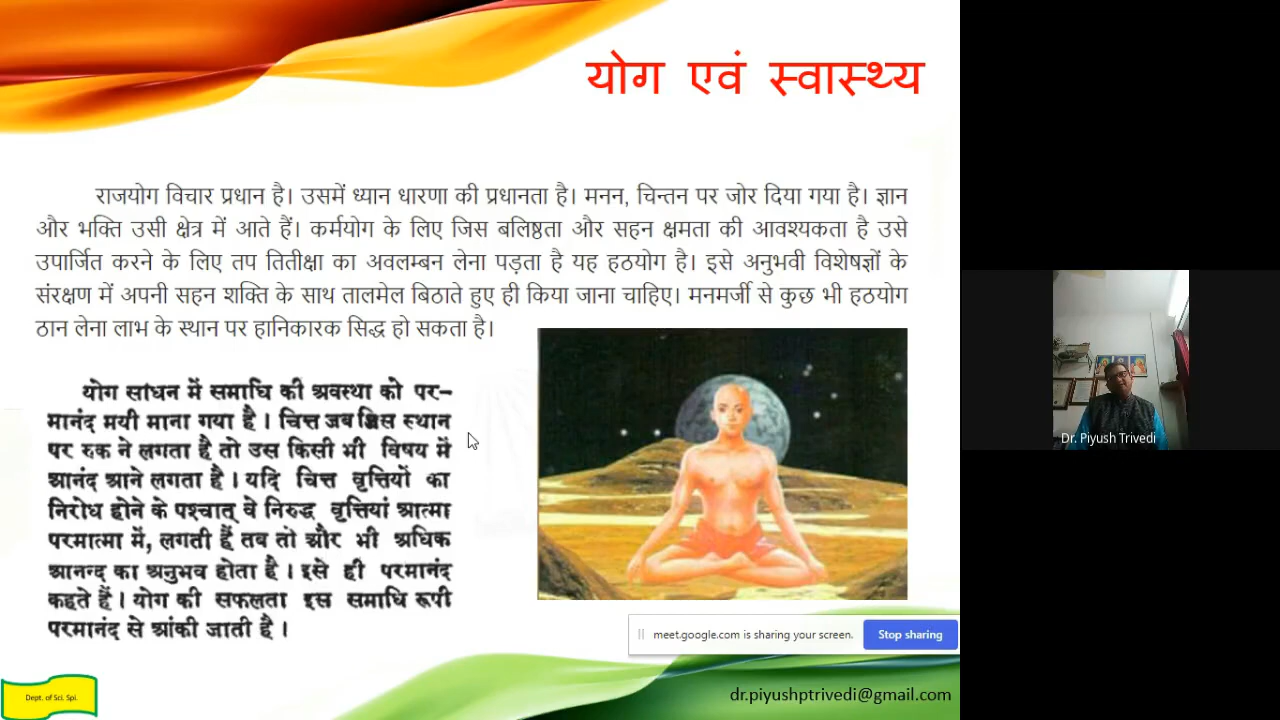 योग एवं स्वास्थ्य
राजयोग विचार प्रधान है। उसमें ध्यान धारणा की प्रधानता है। मनन, चिन्तन पर जोर दिया गया है। ज्ञान
और भक्ति उसी क्षेत्र में आते हैं। कर्मयोग के लिए जिस बलिष्ठता और सहन क्षमता की आवश्यकता है उसे
उपार्जित करने के लिए तप तितीक्षा का अवलम्बन लेना पड़ता है यह हठयोग है। इसे अनुभवी विशेषज्ञों के
संरक्षण में अपनी सहन शक्ति के साथ तालमेल बिठाते हुए ही किया जाना चाहिए। मनमर्जी से कुछ भी हठयोग
ठान लेना लाभ के स्थान पर हानिकारक सिद्ध हो सकता है।
योग साधन में समाधि की अवस्था को पर-
मानंद मयी माना गया है। चित्त जब स्थान
पर रुक ने लगता है तो उस किसी भी विषय में
आनंद आने लगता है। यदि चित्त वृत्तियों का
निरोध होने के पश्चात् वे निरुद्ध वृत्तियां आत्मा
परमात्मा में, लगती हैं तब तो और भी अधिक
आनन्द का अनुभव होता है। इसे ही परमानंद
कहते हैं। योग की सफलता इस समाधि रूपी
परमानंद से आंकी जाती है।
meet.google.com is sharing your screen.
Stop sharing
Dept. of Sci. Spi.
dr.piyushptrivedi@gmail.com
Dr. Piyush Trivedi